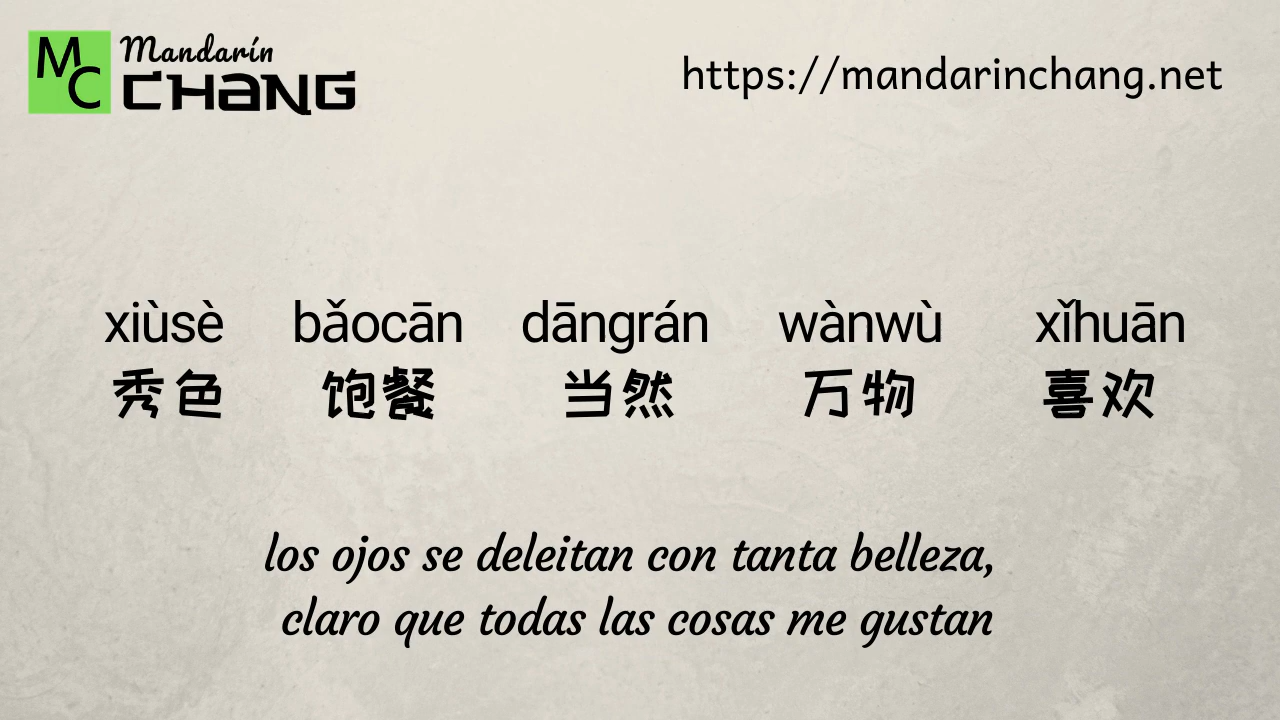 MC Mandarín
CHANG
https://mandarinchang.net
xiùsè bǎocān dāngrán wànwù xǐhuān
秀色 饱餐 当然 万物 喜欢
los ojos se deleitan con tanta belleza,
claro que todas las cosas me gustan